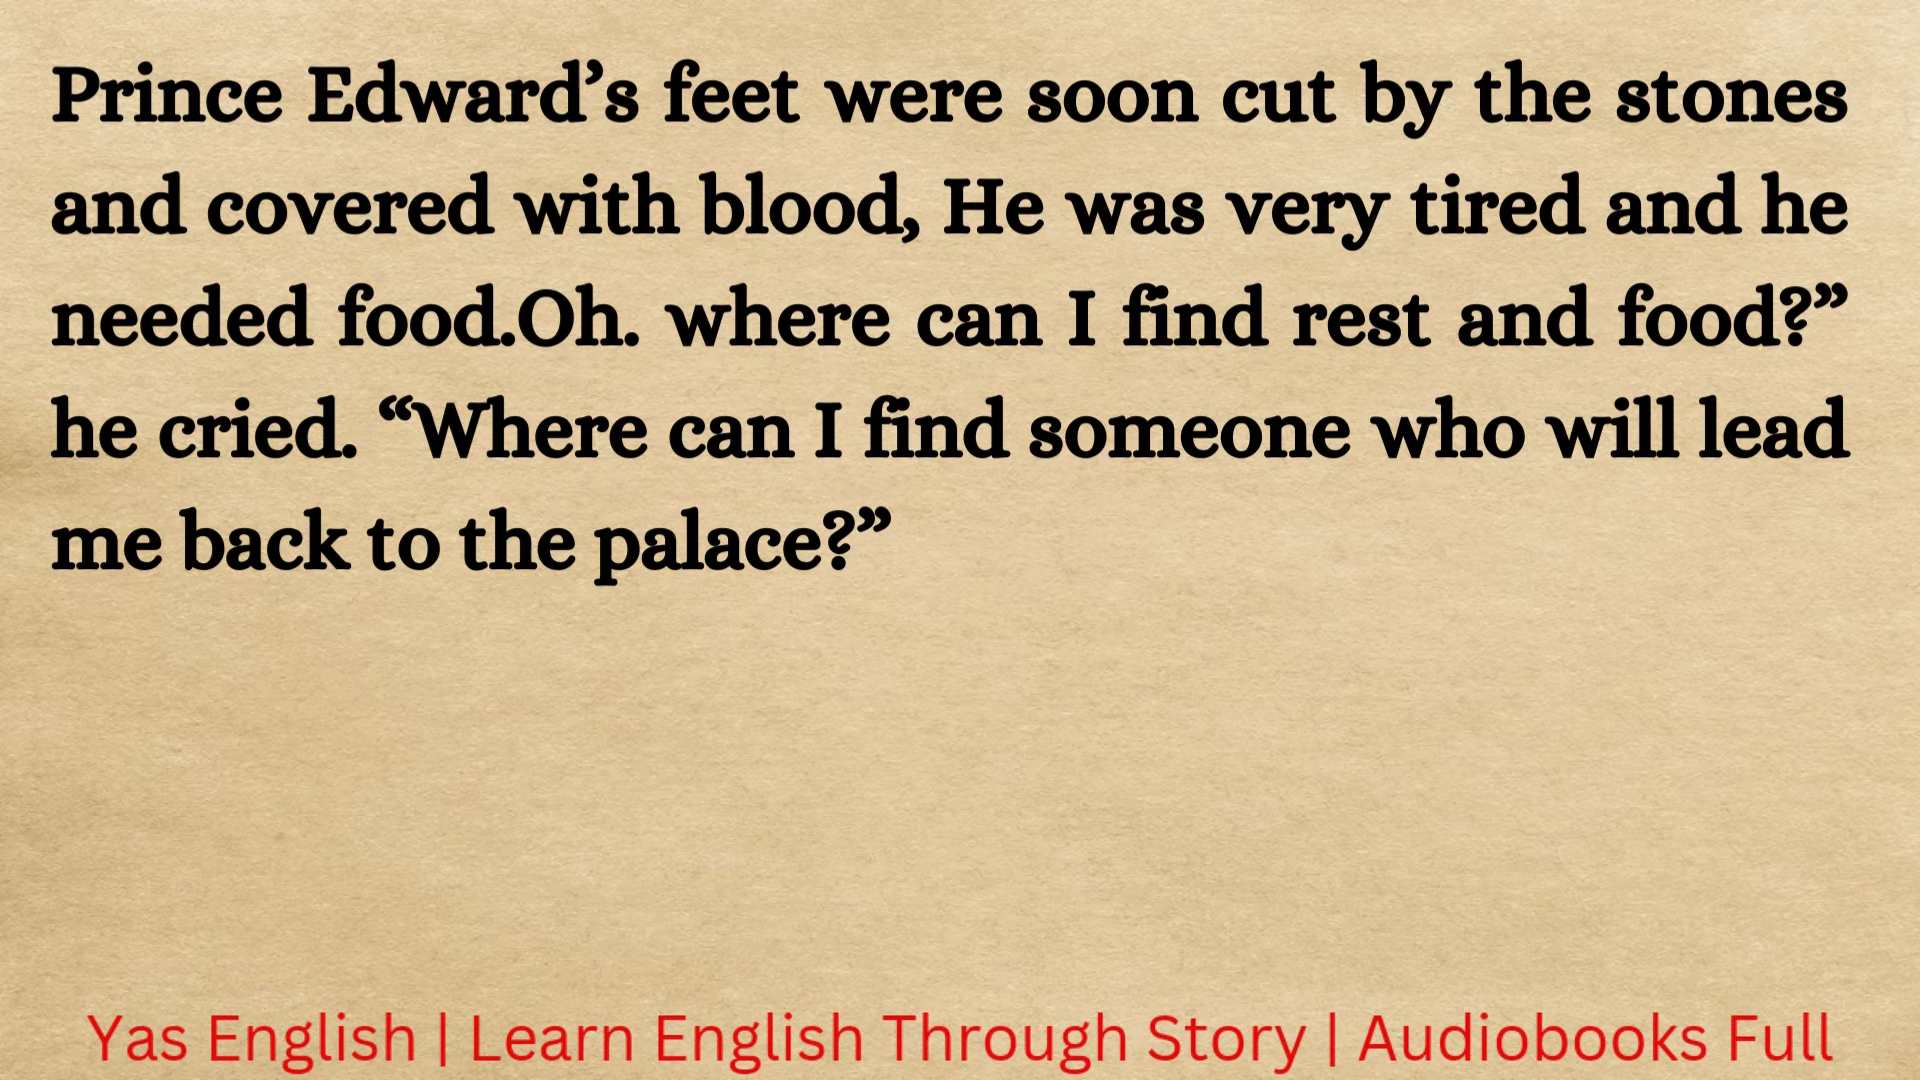 Prince Edward’s feet were soon cut by the stones
and covered with blood, He was very tired and he
needed food.Oh. where can I find rest and food?”
he cried. “Where can I find someone who will lead
me back to the palace?”
Yas English | Learn English Through Story | Audiobooks Full